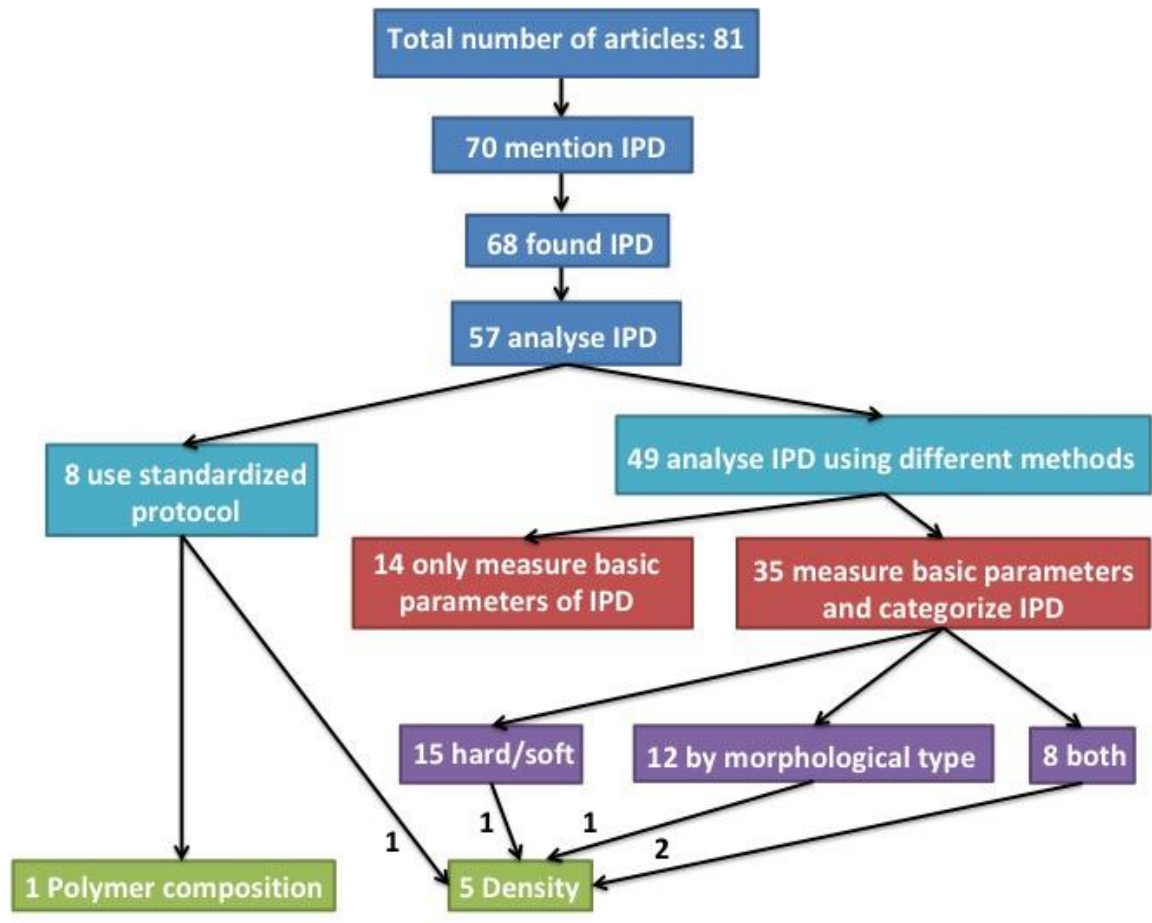 Total number of articles: 81
70 mention IPD
68 found IPD
57 analyse IPD
8 use standardized
protocol
49 analyse IPD using different methods
14 only measure basic
parameters of IPD
35 measure basic parameters
and categorize IPD
15 hard/soft
12 by morphological type
8 both
1
1
1
2
1 Polymer composition
5 Density